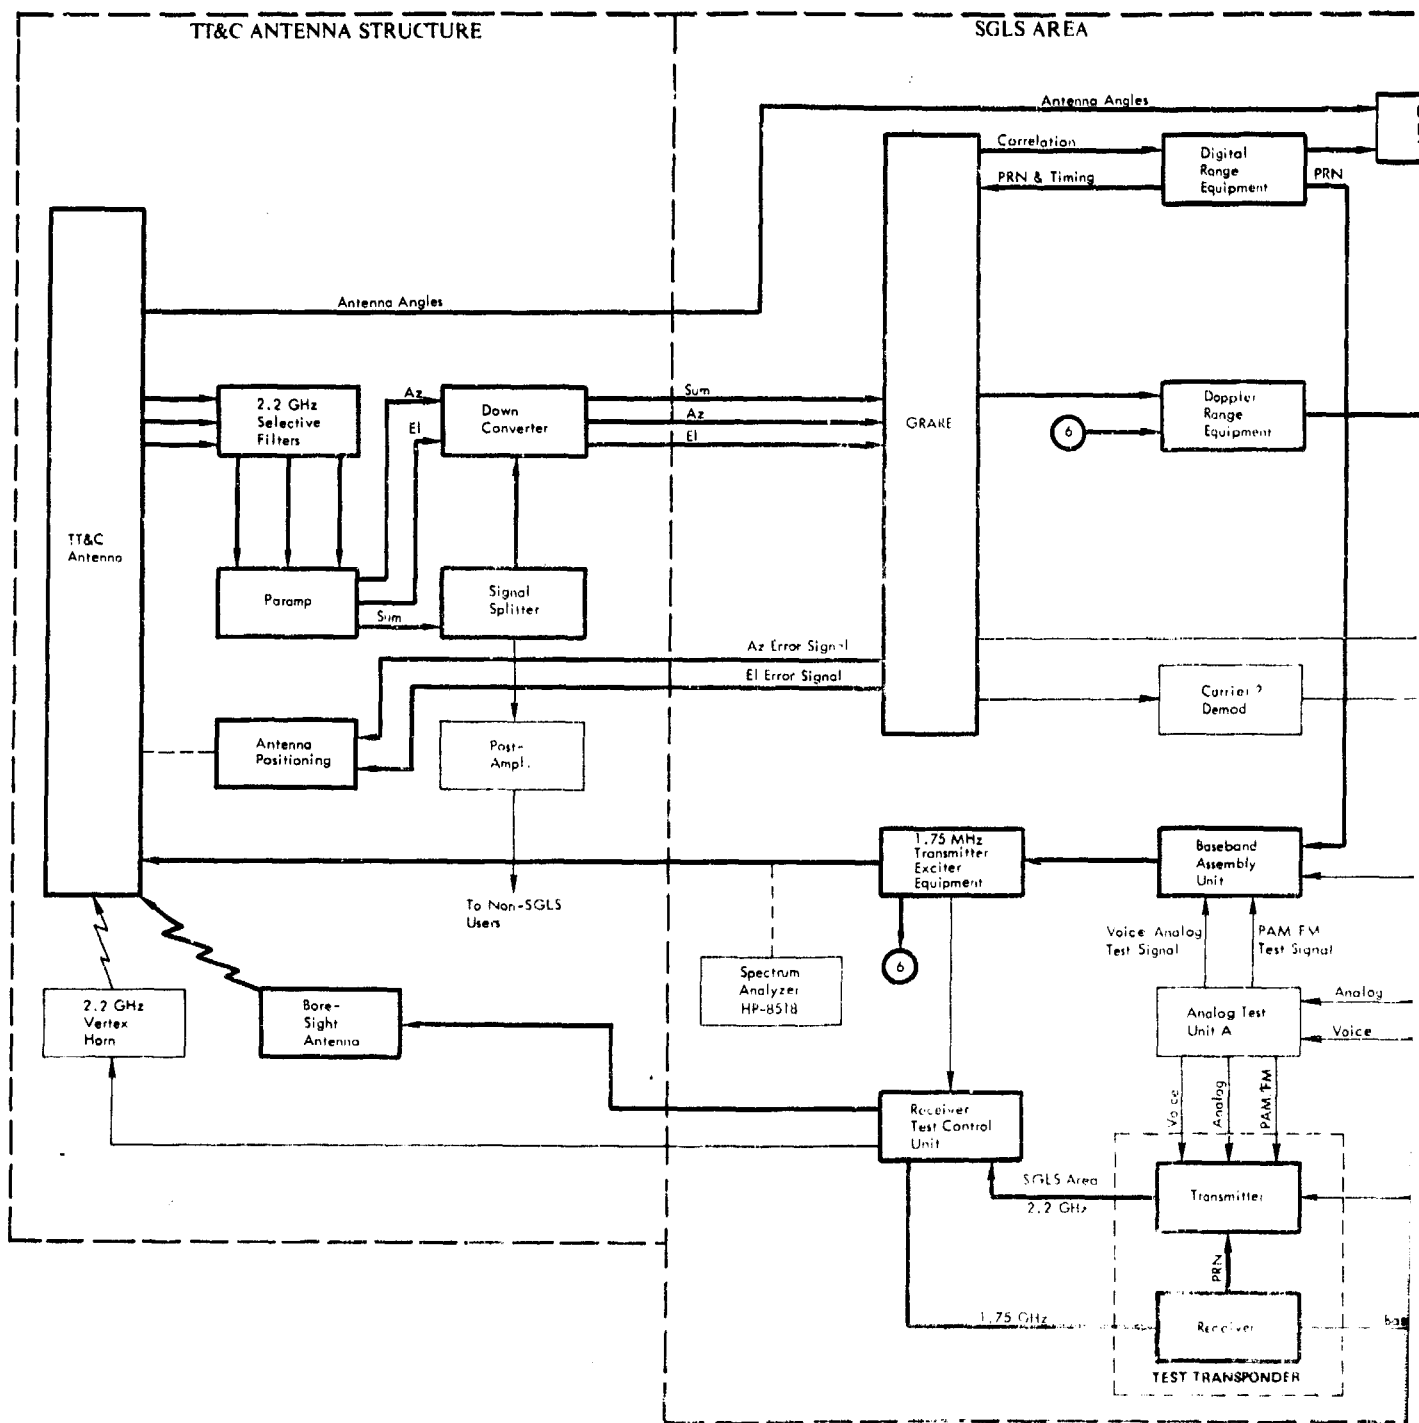 TT&C ANTENNA STRUCTURE
SGLS AREA
Antenna Angles
Correlation
PRN & Timing
Digital
Range
Equipment
PRN
Antenna Angles
2.2 GHz
Selective
Filters
Az
El
Down
Converter
Sum
Az
El
GRARE
6
Doppler
Range
Equipment
TT&C
Antenna
Paramp
Sum
Signal
Splitter
Az Error Signal
El Error Signal
Carrier 2
Demod
Antenna
Positioning
Post-
Ampl.
1.75 MHz
Transmitter
Exciter
Equipment
Baseband
Assembly
Unit
To Non-SGLS
Users
Voice Analog
Test Signal
PAM FM
Test Signal
6
Spectrum
Analyzer
HP-8518
2.2 GHz
Vertex
Horn
Bore-
Sight
Antenna
Analog Test
Unit A
Analog
Voice
Voice
Analog
PAM/FM
Receiver
Test Control
Unit
SGLS Area
2.2 GHz
Transmitter
PRN
1.75 GHz
Receiver
TEST TRANSPONDER